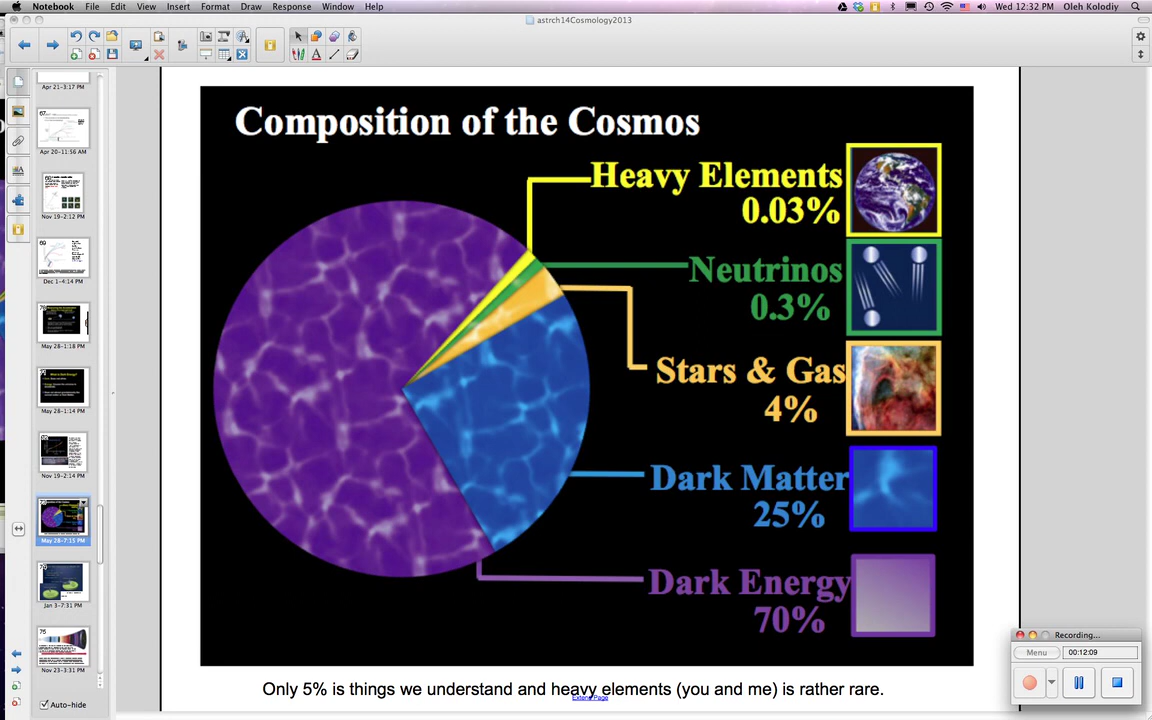 Notebook File Edit View Insert Format Draw Response Window Help
Wed 12:32 PM Oleh Kolodiy
astrch14Cosmology2013
Apr 21-3:17 PM
67
Apr 20-11:56 AM
Nov 19-2:12 PM
69
Dec 1-4:14 PM
May 28-1:18 PM
May 28-1:14 PM
Nov 19-2:14 PM
May 28-7:15 PM
Jan 3-7:31 PM
75
Nov 23-3:31 PM
Auto-hide
Composition of the Cosmos
Heavy Elements
0.03%
Neutrinos
0.3%
Stars & Gas
4%
Dark Matter
25%
Dark Energy
70%
Only 5% is things we understand and heavy elements (you and me) is rather rare.
Extend Page
Recording...
Menu
00:12:09